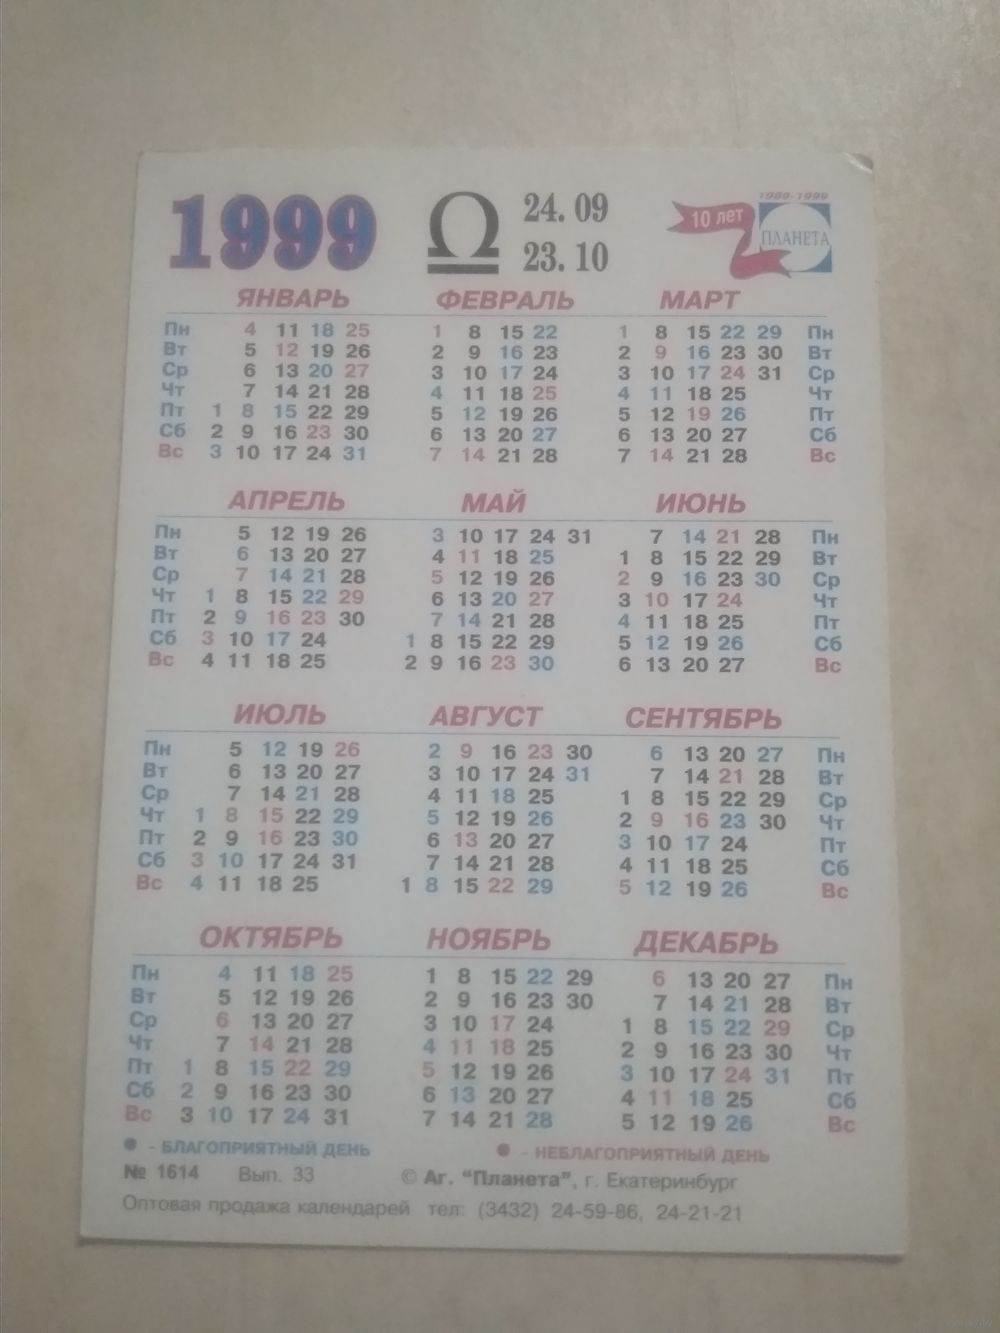 1999 ♎ 24. 09
23. 10
1989-1999
10 лет
ПЛАНЕТА
ЯНВАРЬ ФЕВРАЛЬ МАРТ
Пн 4 11 18 25 1 8 15 22 1 8 15 22 29 Пн
Вт 5 12 19 26 2 9 16 23 2 9 16 23 30 Вт
Ср 6 13 20 27 3 10 17 24 3 10 17 24 31 Ср
Чт 7 14 21 28 4 11 18 25 4 11 18 25 Чт
Пт 1 8 15 22 29 5 12 19 26 5 12 19 26 Пт
Сб 2 9 16 23 30 6 13 20 27 6 13 20 27 Сб
Вс 3 10 17 24 31 7 14 21 28 7 14 21 28 Вс
АПРЕЛЬ МАЙ ИЮНЬ
Пн 5 12 19 26 3 10 17 24 31 7 14 21 28 Пн
Вт 6 13 20 27 4 11 18 25 1 8 15 22 29 Вт
Ср 7 14 21 28 5 12 19 26 2 9 16 23 30 Ср
Чт 1 8 15 22 29 6 13 20 27 3 10 17 24 Чт
Пт 2 9 16 23 30 7 14 21 28 4 11 18 25 Пт
Сб 3 10 17 24 1 8 15 22 29 5 12 19 26 Сб
Вс 4 11 18 25 2 9 16 23 30 6 13 20 27 Вс
ИЮЛЬ АВГУСТ СЕНТЯБРЬ
Пн 5 12 19 26 2 9 16 23 30 6 13 20 27 Пн
Вт 6 13 20 27 3 10 17 24 31 7 14 21 28 Вт
Ср 7 14 21 28 4 11 18 25 1 8 15 22 29 Ср
Чт 1 8 15 22 29 5 12 19 26 2 9 16 23 30 Чт
Пт 2 9 16 23 30 6 13 20 27 3 10 17 24 Пт
Сб 3 10 17 24 31 7 14 21 28 4 11 18 25 Сб
Вс 4 11 18 25 1 8 15 22 29 5 12 19 26 Вс
ОКТЯБРЬ НОЯБРЬ ДЕКАБРЬ
Пн 4 11 18 25 1 8 15 22 29 6 13 20 27 Пн
Вт 5 12 19 26 2 9 16 23 30 7 14 21 28 Вт
Ср 6 13 20 27 3 10 17 24 1 8 15 22 29 Ср
Чт 7 14 21 28 4 11 18 25 2 9 16 23 30 Чт
Пт 1 8 15 22 29 5 12 19 26 3 10 17 24 31 Пт
Сб 2 9 16 23 30 6 13 20 27 4 11 18 25 Сб
Вс 3 10 17 24 31 7 14 21 28 5 12 19 26 Вс
● - БЛАГОПРИЯТНЫЙ ДЕНЬ ● - НЕБЛАГОПРИЯТНЫЙ ДЕНЬ
№ 1614 Вып. 33 © Аг. "Планета", г. Екатеринбург
Оптовая продажа календарей тел: (3432) 24-59-86, 24-21-21